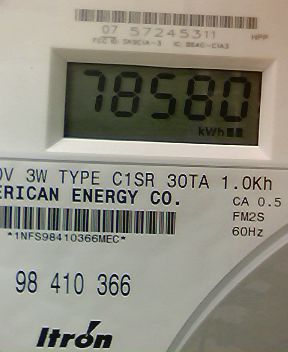 07 57245311
HPP
78580
kWh
0V 3W TYPE C1SR 30TA 1.0Kh
ERICAN ENERGY CO.
CA 0.5
FM2S
60Hz
*1NFS98410366MEC*
98 410 366
Itron